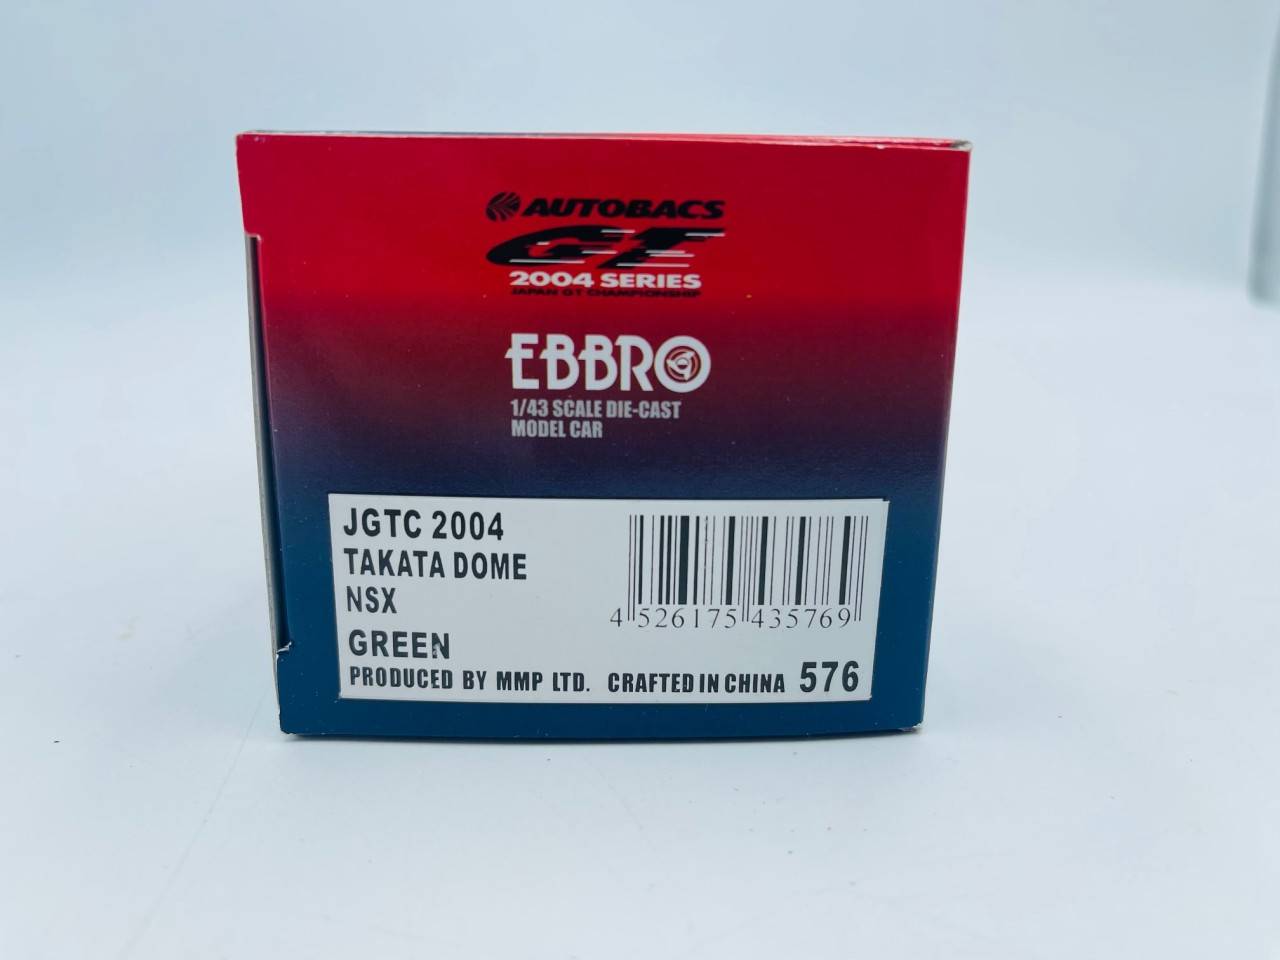 AUTOBACS
GT
2004 SERIES
JAPAN GT CHAMPIONSHIP
EBBRO
1/43 SCALE DIE-CAST
MODEL CAR
JGTC 2004
TAKATA DOME
NSX
GREEN
4 526175 435769
PRODUCED BY MMP LTD. CRAFTED IN CHINA 576